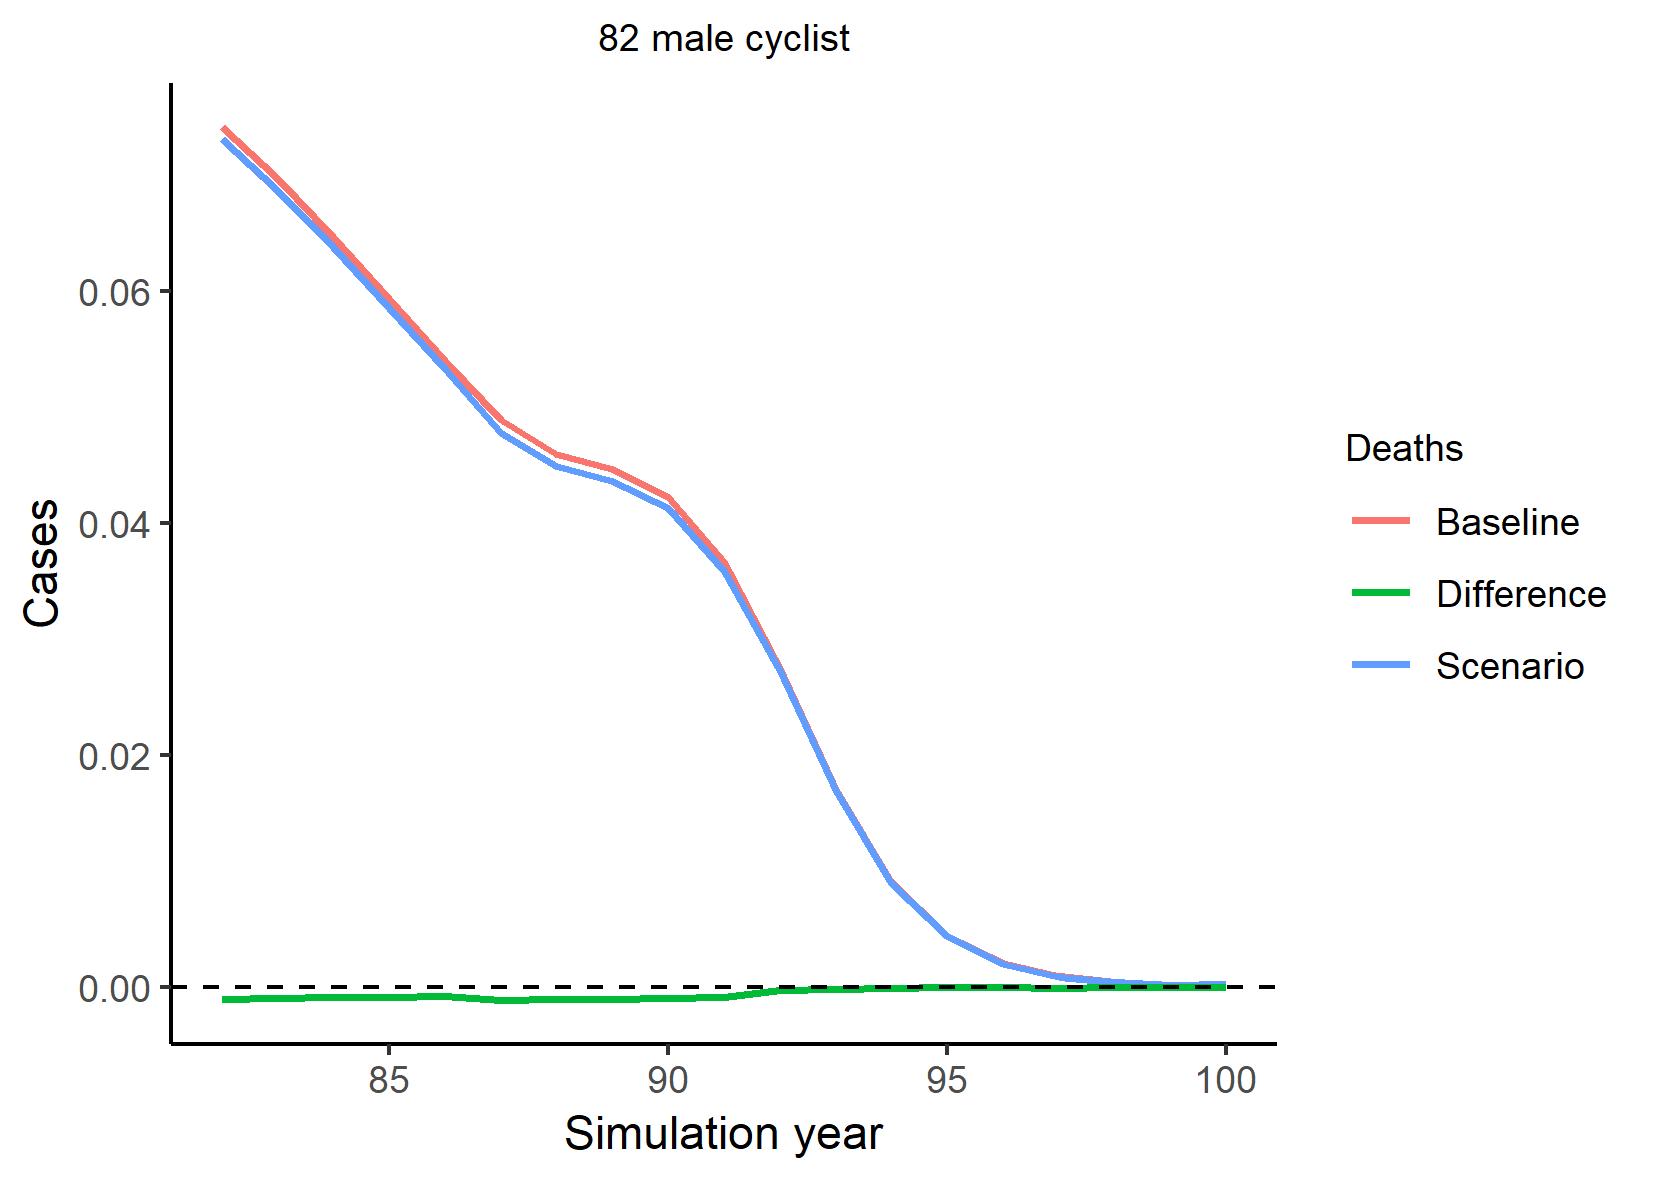 82 male cyclist
Cases
0.06
0.04
0.02
0.00
85 90 95 100
Simulation year
Deaths
Baseline
Difference
Scenario